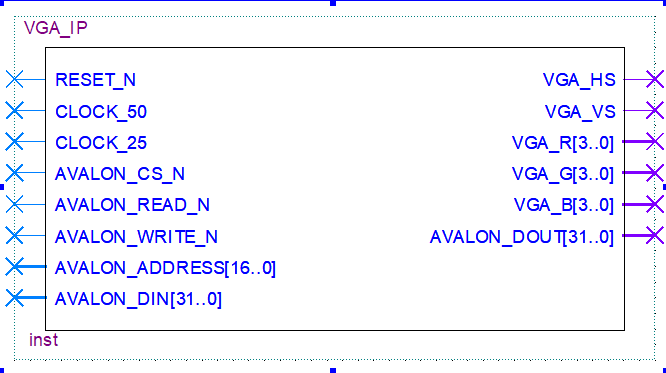 VGA_IP
RESET_N
CLOCK_50
CLOCK_25
AVALON_CS_N
AVALON_READ_N
AVALON_WRITE_N
AVALON_ADDRESS[16..0]
AVALON_DIN[31..0]
VGA_HS
VGA_VS
VGA_R[3..0]
VGA_G[3..0]
VGA_B[3..0]
AVALON_DOUT[31..0]
inst